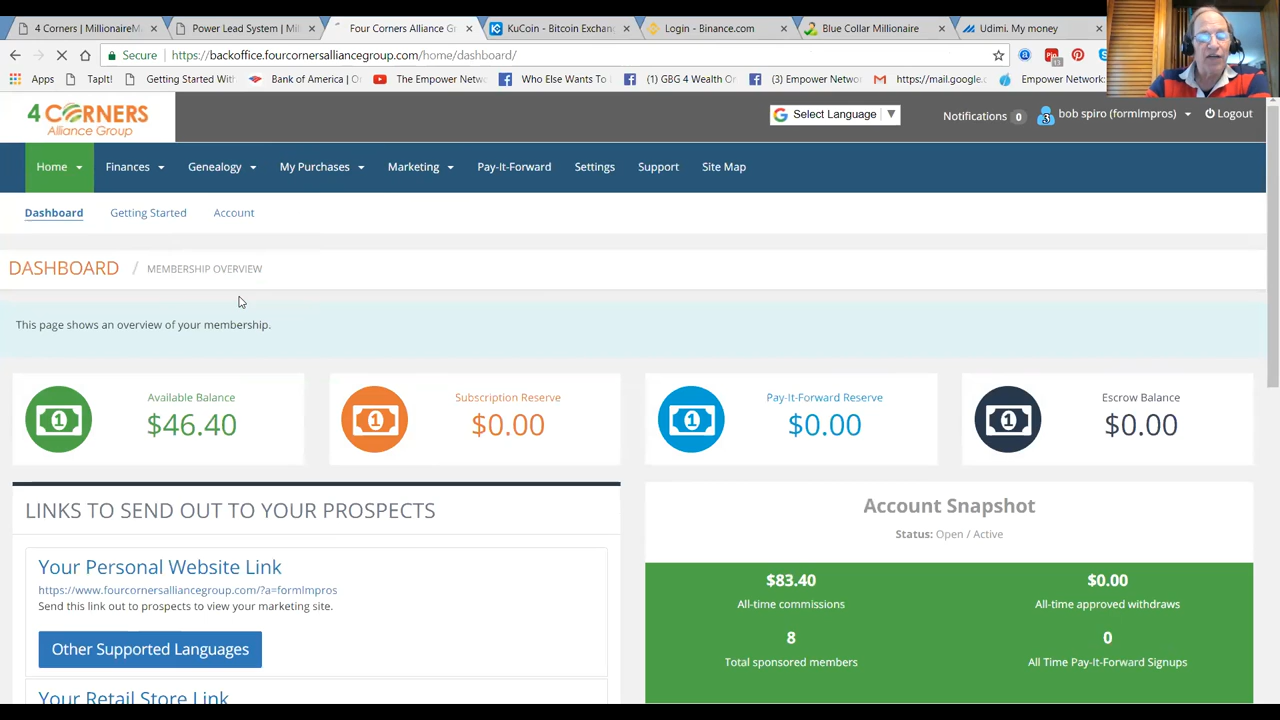 4 Corners | MillionaireM
Power Lead System | Mil
Four Corners Alliance Gr
KuCoin - Bitcoin Exchan
Login - Binance.com
Blue Collar Millionaire
Udimi. My money
Secure
https://backoffice.fourcornersalliancegroup.com/home/dashboard/
Apps
TapIt!
Getting Started With
Bank of America | O
The Empower Netwo
Who Else Wants To
(1) GBG 4 Wealth Or
(3) Empower Networ
https://mail.google.c
Empower Network:
4 CORNERS
Alliance Group
Select Language
Notifications 0
bob spiro (formlmpros)
Logout
Home
Finances
Genealogy
My Purchases
Marketing
Pay-It-Forward
Settings
Support
Site Map
Dashboard
Getting Started
Account
DASHBOARD / MEMBERSHIP OVERVIEW
This page shows an overview of your membership.
Available Balance
$46.40
Subscription Reserve
$0.00
Pay-It-Forward Reserve
$0.00
Escrow Balance
$0.00
LINKS TO SEND OUT TO YOUR PROSPECTS
Your Personal Website Link
https://www.fourcornersalliancegroup.com/?a=formlmpros
Send this link out to prospects to view your marketing site.
Other Supported Languages
Your Retail Store Link
Account Snapshot
Status: Open / Active
$83.40
All-time commissions
$0.00
All-time approved withdraws
8
Total sponsored members
0
All Time Pay-It-Forward Signups